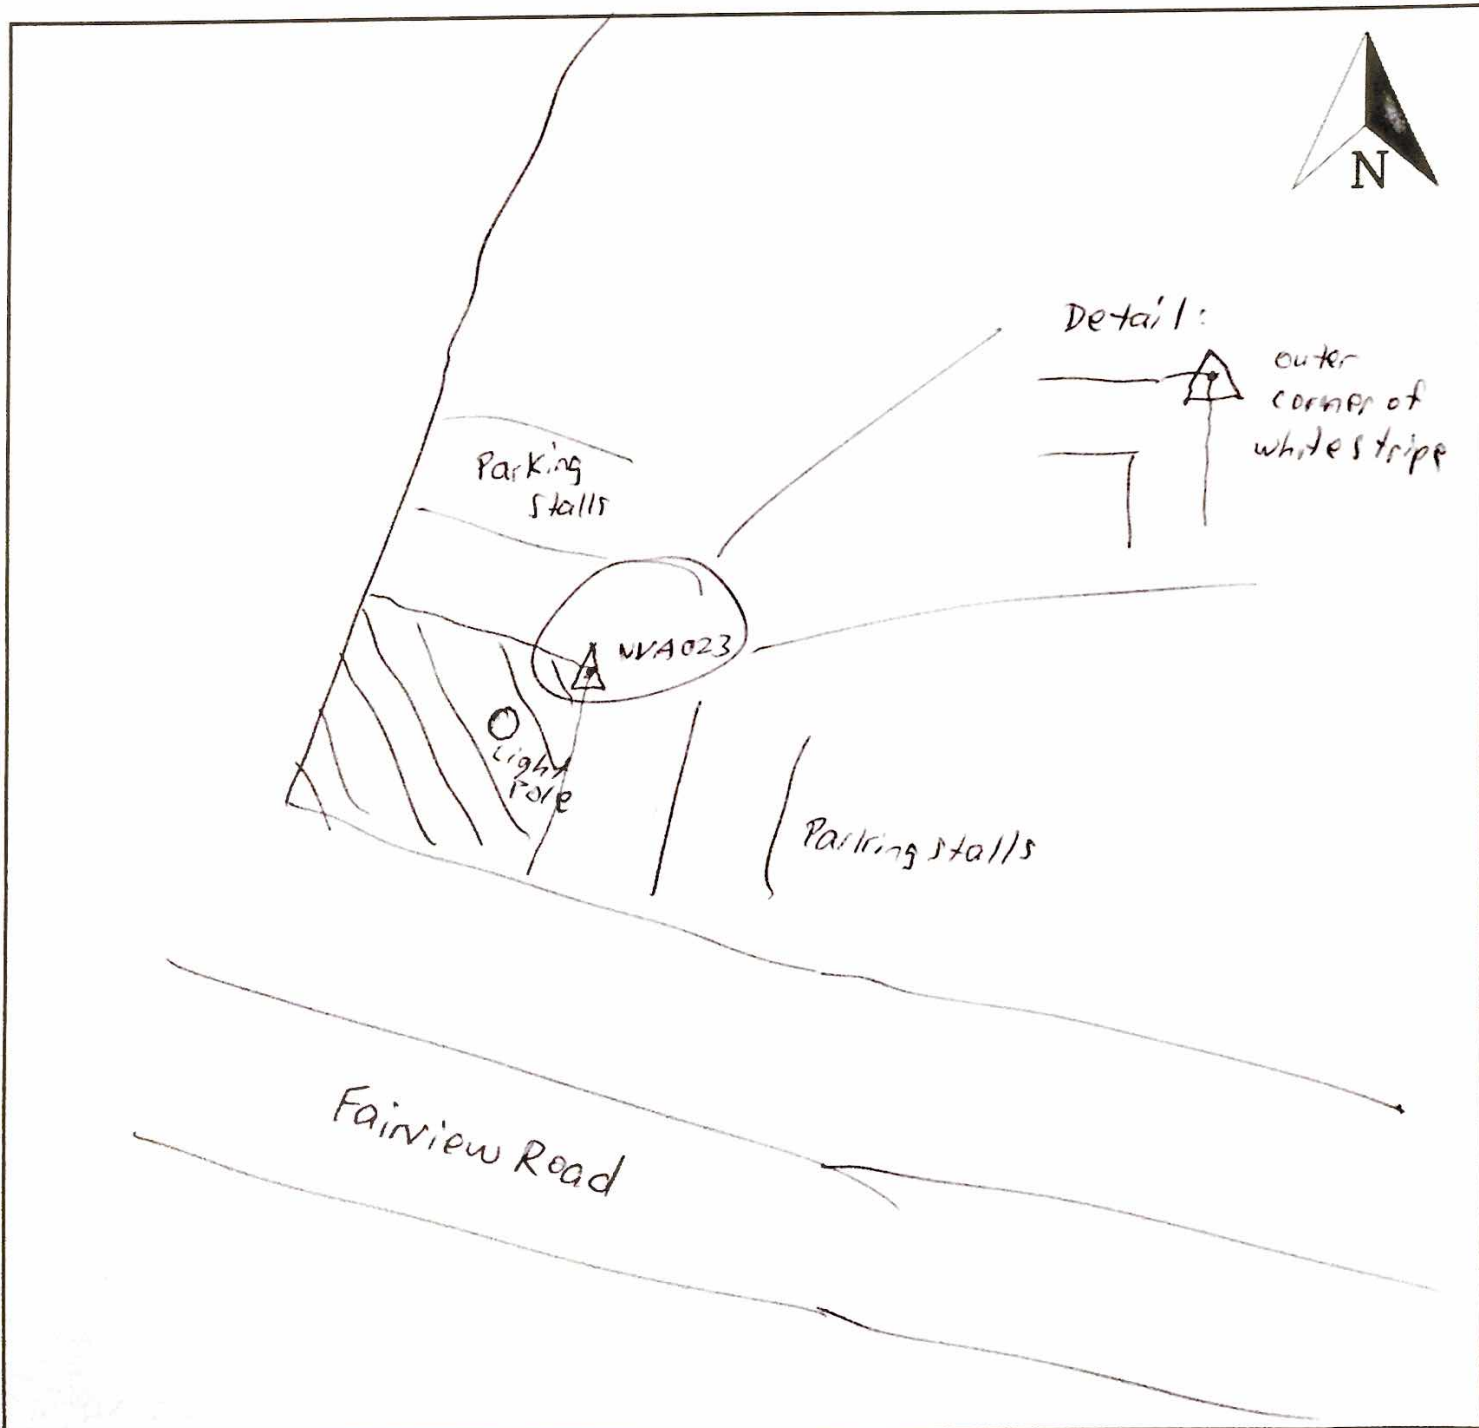 N
Detail:
outer
corner of
white stripe
Parking
stalls
NVA023
Light
Pole
Parking stalls
Fairview Road